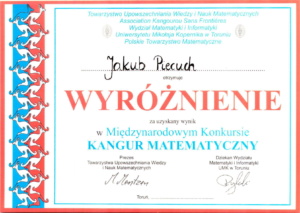 Towarzystwo Upowszechniania Wiedzy i Nauk Matematycznych
Association Kangourou Sans Frontières
Wydział Matematyki i Informatyki
Uniwersytetu Mikołaja Kopernika w Toruniu
Polskie Towarzystwo Matematyczne
Jakub Pieruch
otrzymuje
WYRÓŻNIENIE
za uzyskany wynik
w Międzynarodowym Konkursie
KANGUR MATEMATYCZNY
Prezes
Towarzystwa Upowszechniania Wiedzy
i Nauk Matematycznych
Dziekan Wydziału
Matematyki i Informatyki
UMK w Toruniu
Toruń,